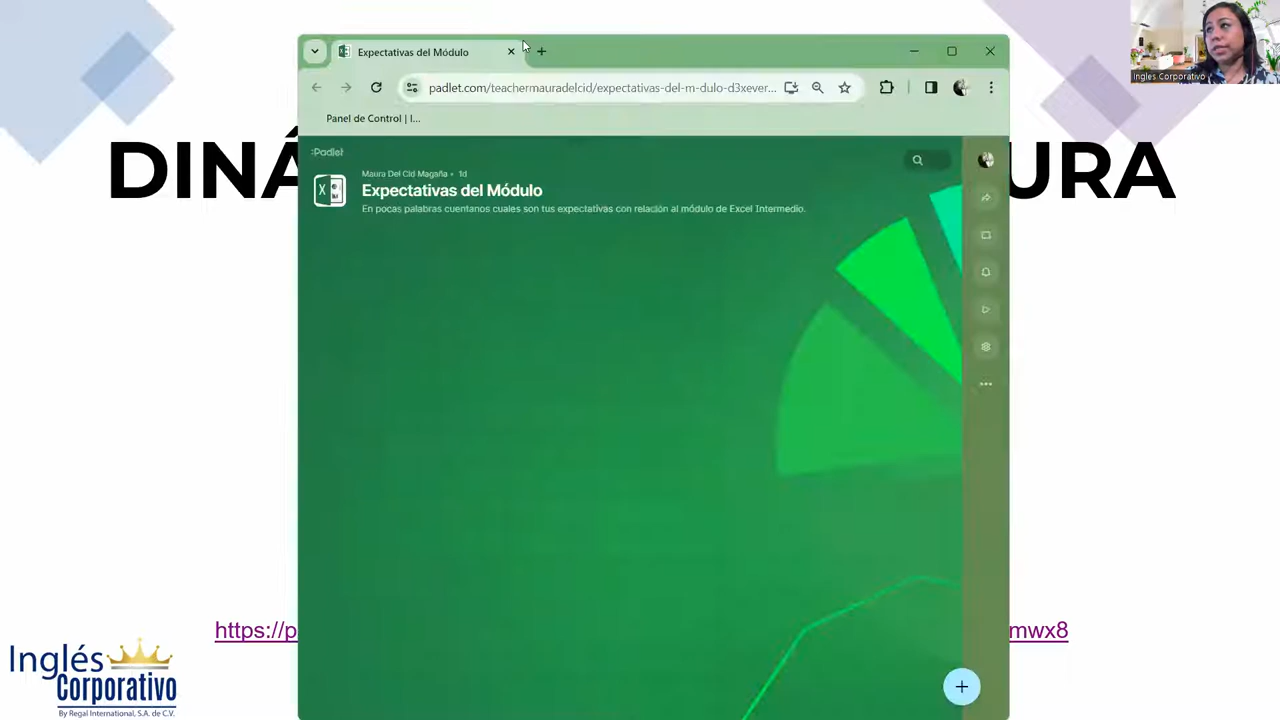 Expectativas del Módulo
padlet.com/teachermauradelcid/expectativas-del-m-dulo-d3xever...
Panel de Control | I...
:Padlet
Maura Del Cid Magaña • 1d
Expectativas del Módulo
En pocas palabras cuentanos cuales son tus expectativas con relación al módulo de Excel Intermedio.
DINÁ
URA
https://p
mwx8
Inglés Corporativo
Inglés
Corporativo
By Regal International, S.A. de C.V.